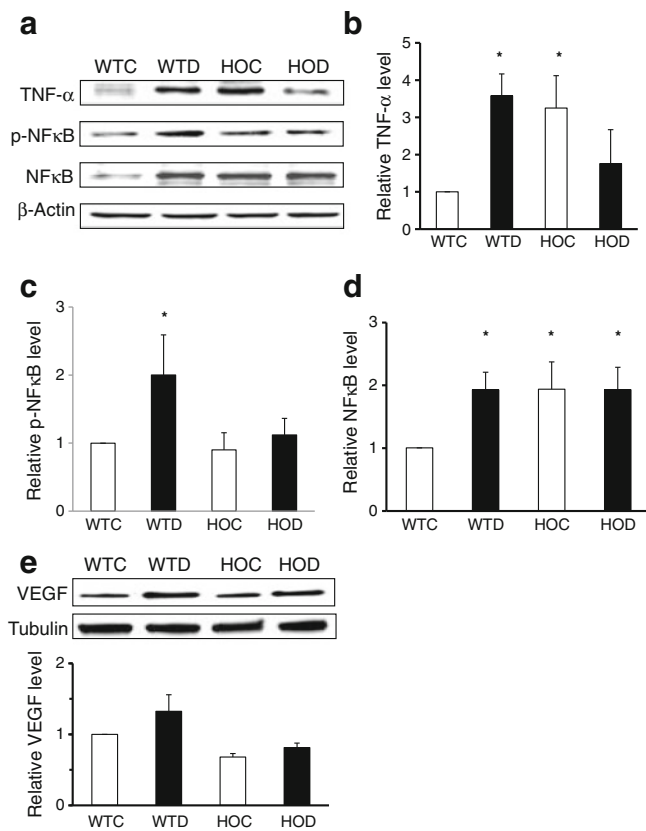 a
WTC WTD HOC HOD
TNF-α
p-NFκB
NFκB
β-Actin
b
Relative TNF-α level
5
4
3
2
1
0
* *
WTC WTD HOC HOD
c
Relative p-NFκB level
3
2
1
0
*
WTC WTD HOC HOD
d
Relative NFκB level
3
2
1
0
* * *
WTC WTD HOC HOD
e
WTC WTD HOC HOD
VEGF
Tubulin
Relative VEGF level
2
1
0
WTC WTD HOC HOD